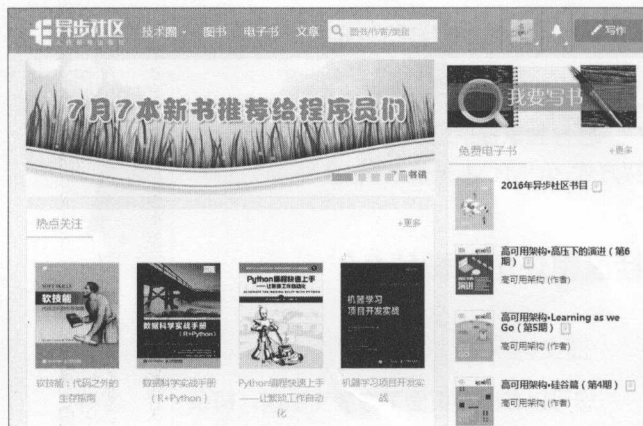 异步社区
人民邮电出版社
技术圈
图书
电子书
文章
图书/作者/类细
写作
7月7本新书推荐给程序员们
我要写书
免费电子书
+更多
2016年异步社区书目
高可用架构·高压下的演进（第6期）
高可用架构 (作者)
高可用架构·Learning as we Go（第5期）
高可用架构 (作者)
高可用架构·硅谷篇（第4期）
高可用架构 (作者)
热点关注
+更多
软技能
数据科学实战手册
（R+Python）
Python编程快速上手
——让繁琐工作自动化
机器学习
项目开发实战
软技能：代码之外的
生存指南
数据科学实战手册
（R+Python）
Python编程快速上手
——让繁琐工作自动
化
机器学习项目开发实
战